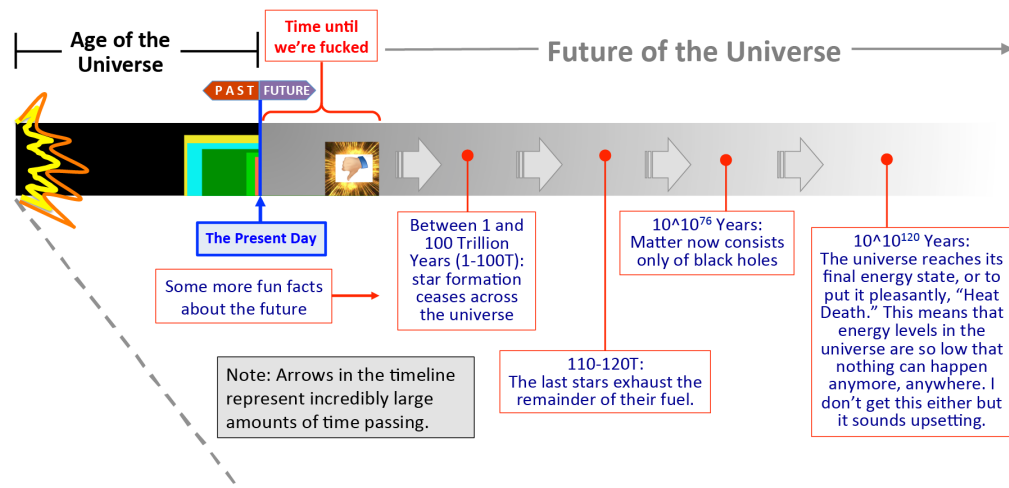 Age of the
Universe
Time until
we're fucked
Future of the Universe
PAST
FUTURE
The Present Day
Some more fun facts
about the future
Between 1 and
100 Trillion
Years (1-100T):
star formation
ceases across
the universe
110-120T:
The last stars exhaust the
remainder of their fuel.
10^10⁷⁶ Years:
Matter now consists
only of black holes
10^10¹²⁰ Years:
The universe reaches its
final energy state, or to
put it pleasantly, “Heat
Death.” This means that
energy levels in the
universe are so low that
nothing can happen
anymore, anywhere. I
don’t get this either but
it sounds upsetting.
Note: Arrows in the timeline
represent incredibly large
amounts of time passing.